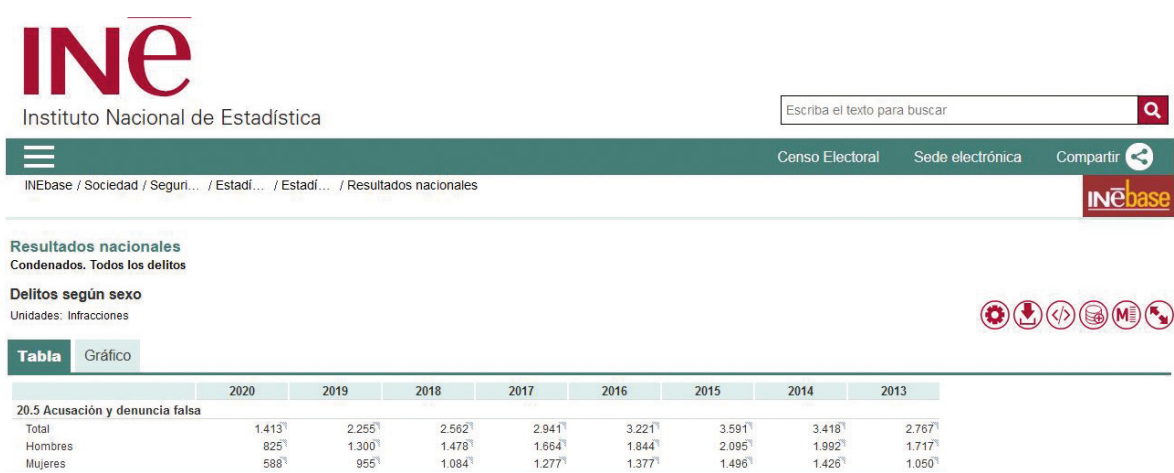 INe
Instituto Nacional de Estadística
Escriba el texto para buscar
Censo Electoral Sede electrónica Compartir
INEbase / Sociedad / Seguri... / Estadí... / Estadí... / Resultados nacionales
INebase
Resultados nacionales
Condenados. Todos los delitos
Delitos según sexo
Unidades: Infracciones
Tabla Gráfico
2020 2019 2018 2017 2016 2015 2014 2013
20.5 Acusación y denuncia falsa
Total 1.413 2.255 2.562 2.941 3.221 3.591 3.418 2.767
Hombres 825 1.300 1.478 1.664 1.844 2.095 1.992 1.717
Mujeres 588 955 1.084 1.277 1.377 1.496 1.426 1.050